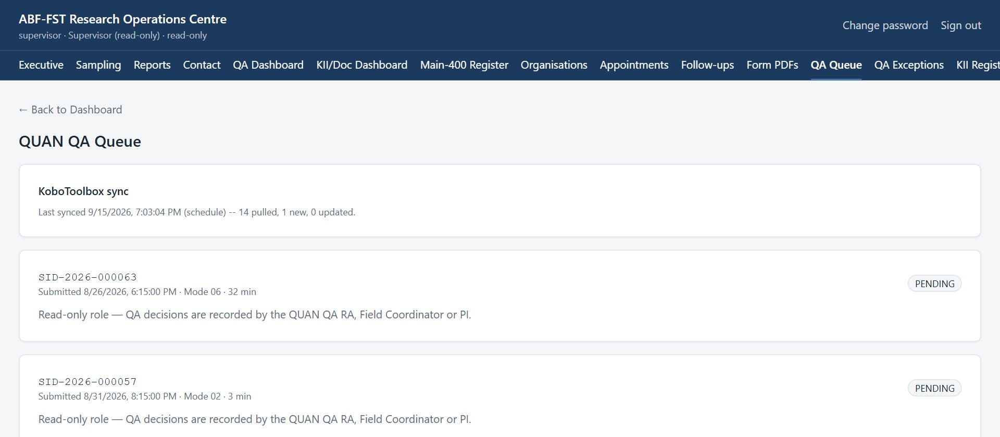 ABF-FST Research Operations Centre
supervisor · Supervisor (read-only) · read-only
Change password Sign out
Executive Sampling Reports Contact QA Dashboard KII/Doc Dashboard Main-400 Register Organisations Appointments Follow-ups Form PDFs QA Queue QA Exceptions KII Regist
← Back to Dashboard
QUAN QA Queue
KoboToolbox sync
Last synced 9/15/2026, 7:03:04 PM (schedule) -- 14 pulled, 1 new, 0 updated.
SID-2026-000063
Submitted 8/26/2026, 6:15:00 PM · Mode 06 · 32 min
PENDING
Read-only role — QA decisions are recorded by the QUAN QA RA, Field Coordinator or PI.
SID-2026-000057
Submitted 8/31/2026, 8:15:00 PM · Mode 02 · 3 min
PENDING
Read-only role — QA decisions are recorded by the QUAN QA RA, Field Coordinator or PI.